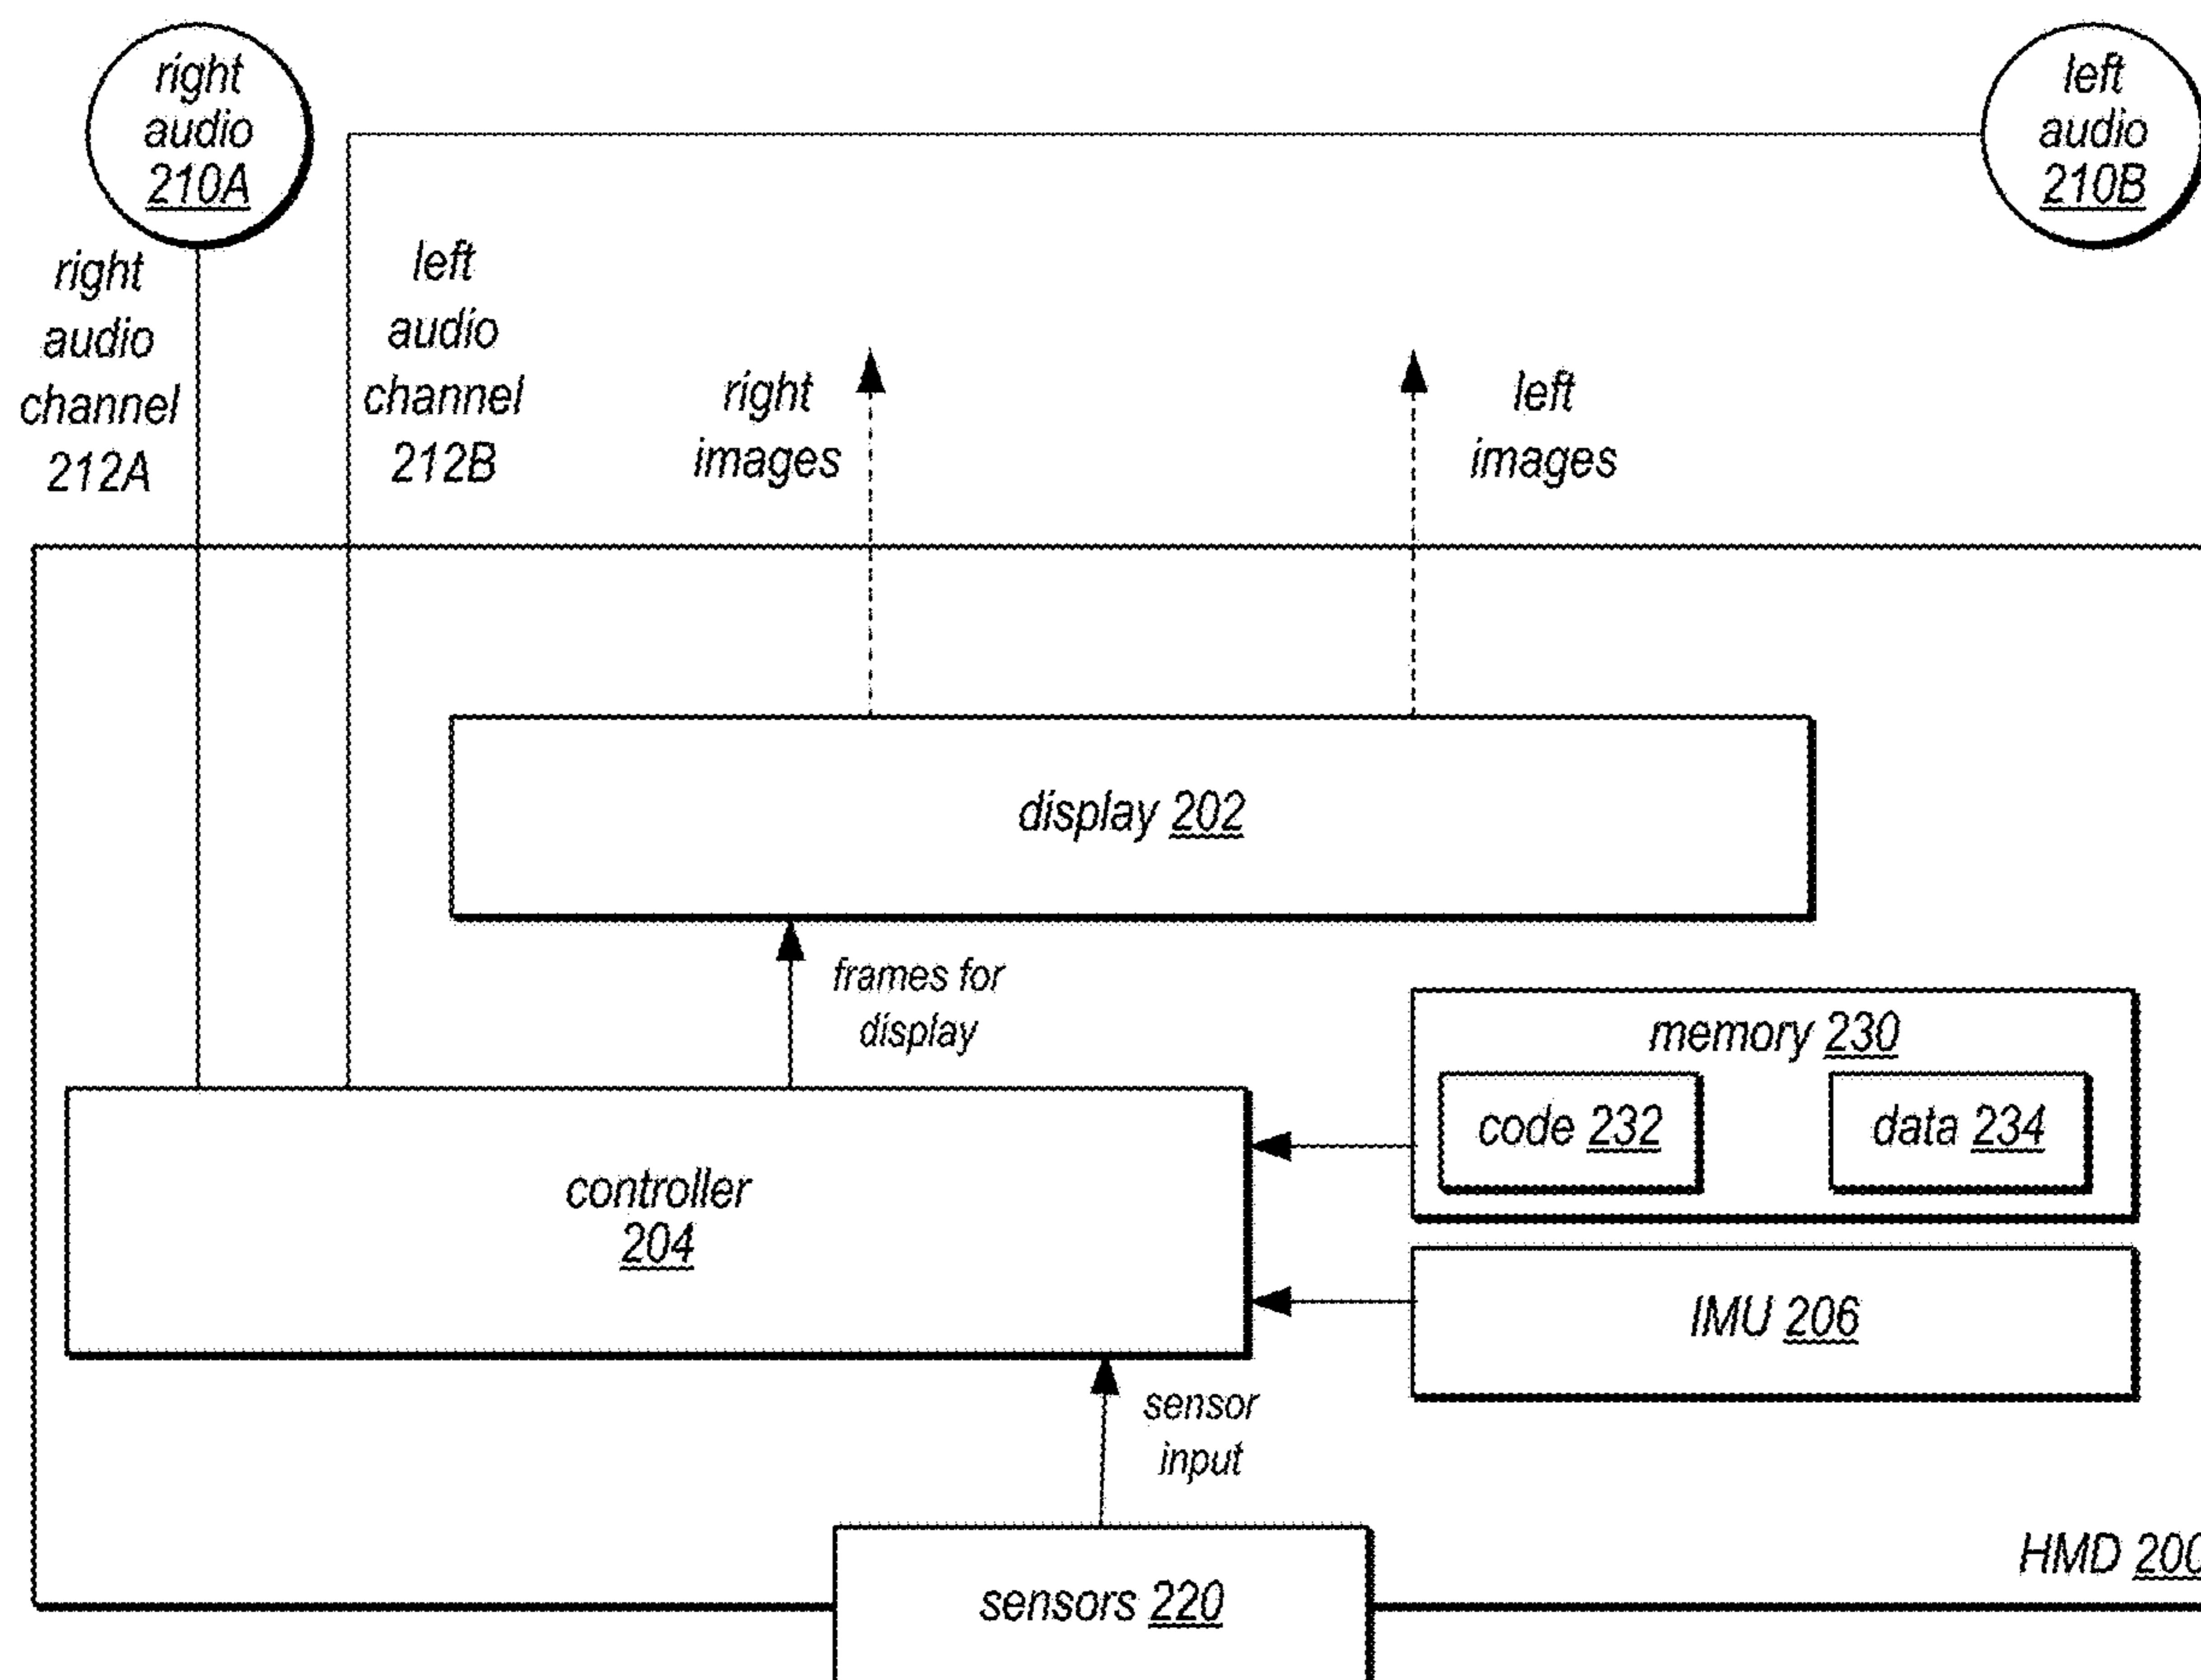 right
audio
210A
left
audio
210B
right
audio
channel
212A
left
audio
channel
212B
right
images
left
images
display 202
frames for
display
memory 230
code 232
data 234
controller
204
IMU 206
sensor
input
HMD 200
sensors 220